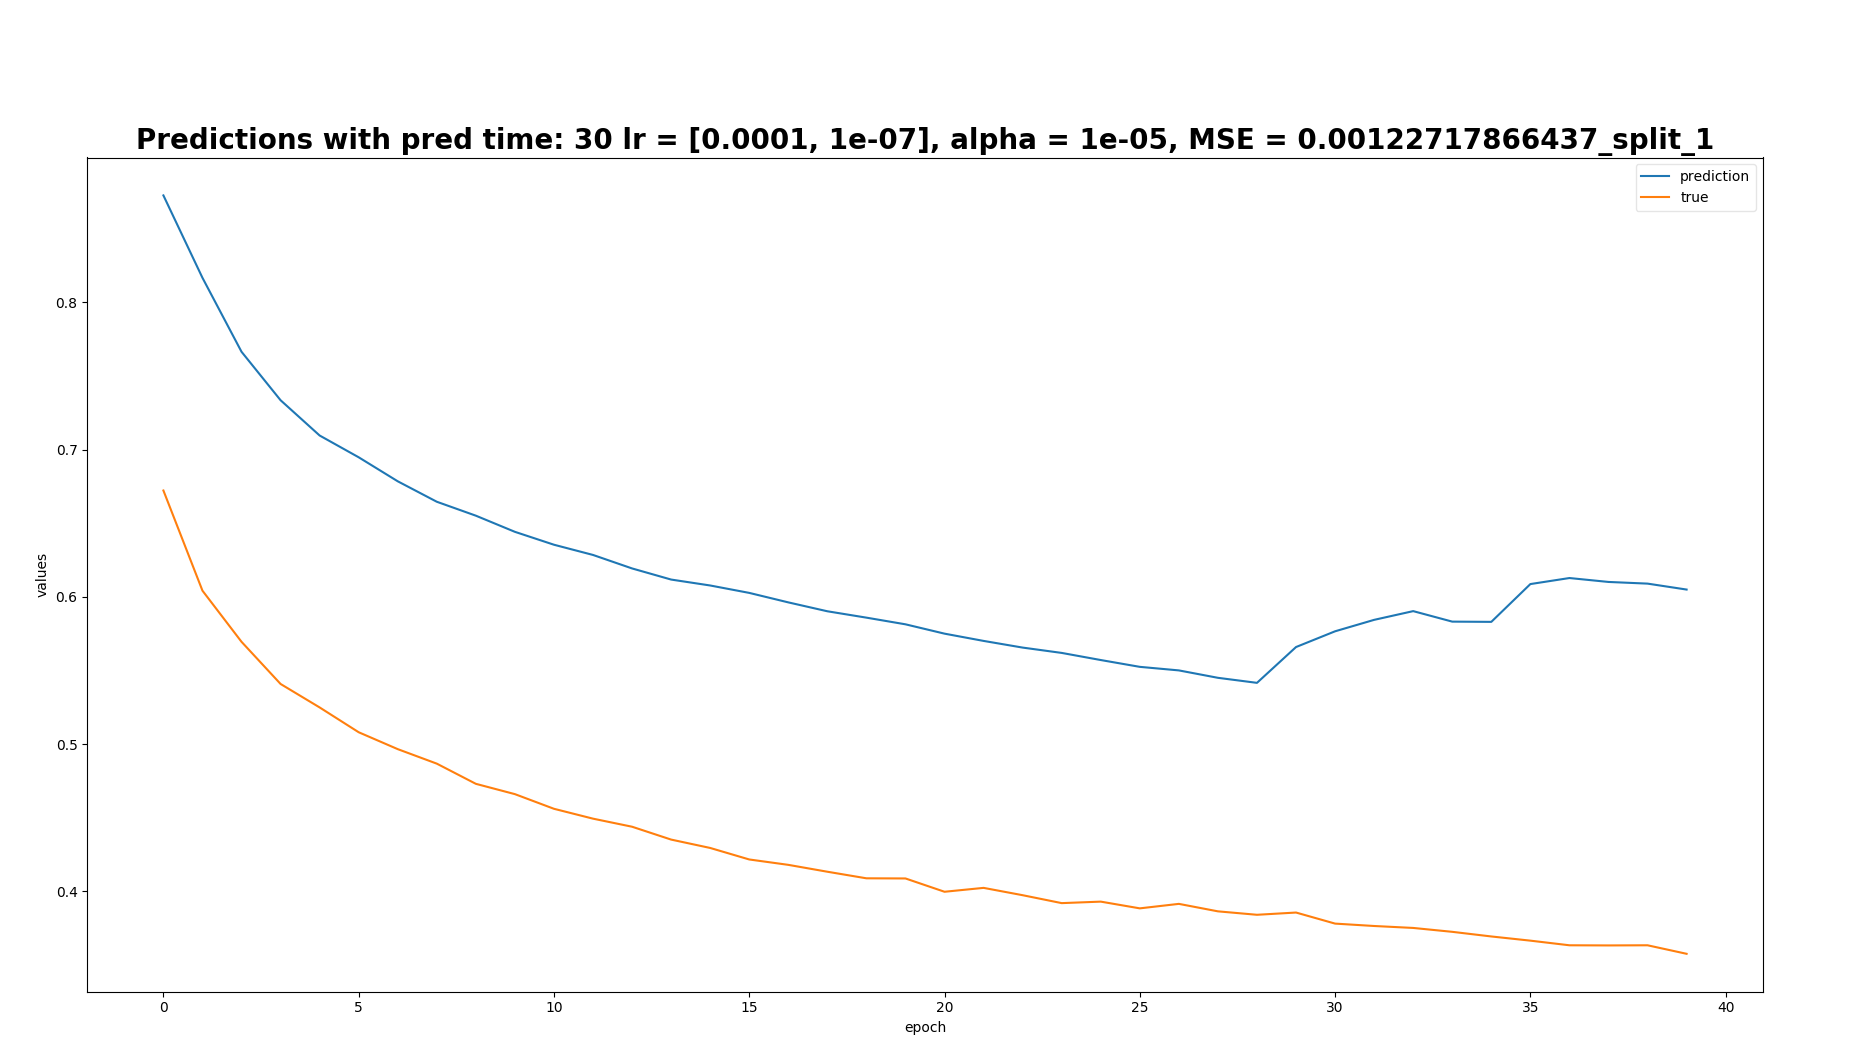 Predictions with pred time: 30 lr = [0.0001, 1e-07], alpha = 1e-05, MSE = 0.00122717866437_split_1
prediction
true
0.8
0.7
0.6
0.5
0.4
values
0 5 10 15 20 25 30 35 40
epoch